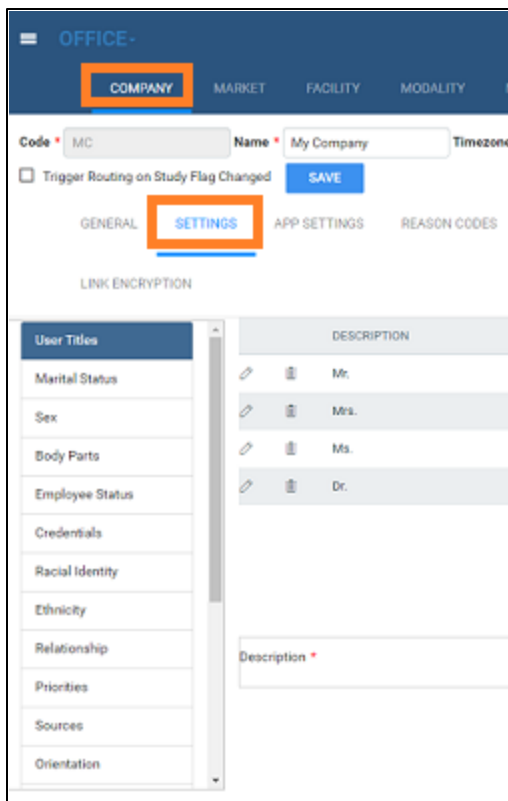 OFFICE-
COMPANY MARKET FACILITY MODALITY
Code * MC Name * My Company Timezone
Trigger Routing on Study Flag Changed SAVE
GENERAL SETTINGS APP SETTINGS REASON CODES
LINK ENCRYPTION
User Titles
Marital Status
Sex
Body Parts
Employee Status
Credentials
Racial Identity
Ethnicity
Relationship
Priorities
Sources
Orientation
DESCRIPTION
Mr.
Mrs.
Ms.
Dr.
Description *